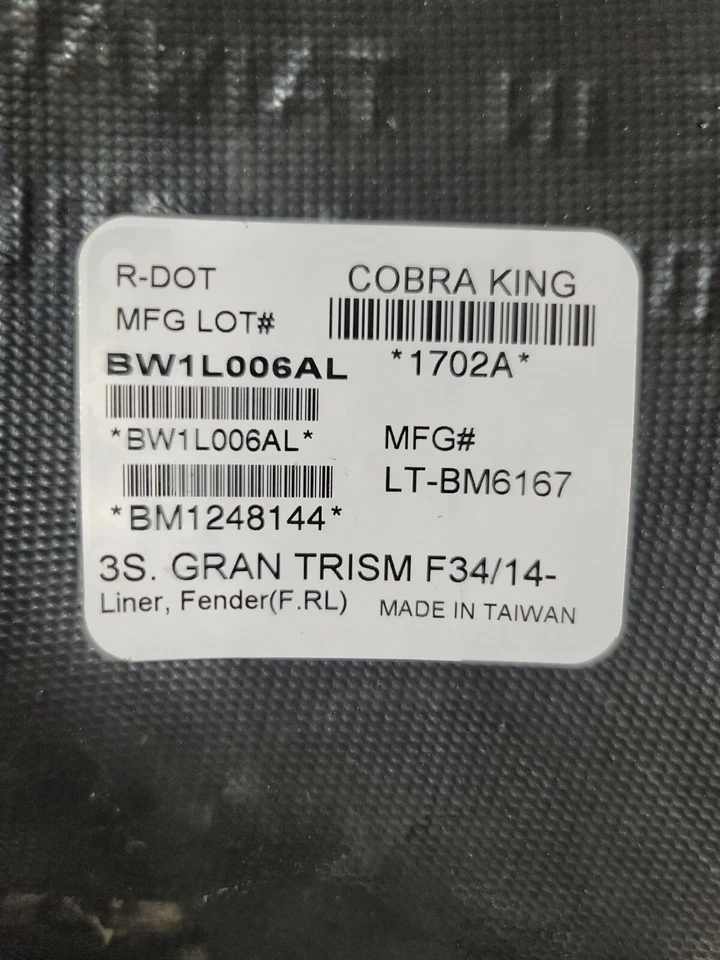 R-DOT
COBRA KING
MFG LOT#
BW1L006AL
*1702A*
*BW1L006AL*
MFG#
LT-BM6167
*BM1248144*
3S. GRAN TRISM F34/14-
Liner, Fender(F.RL)
MADE IN TAIWAN